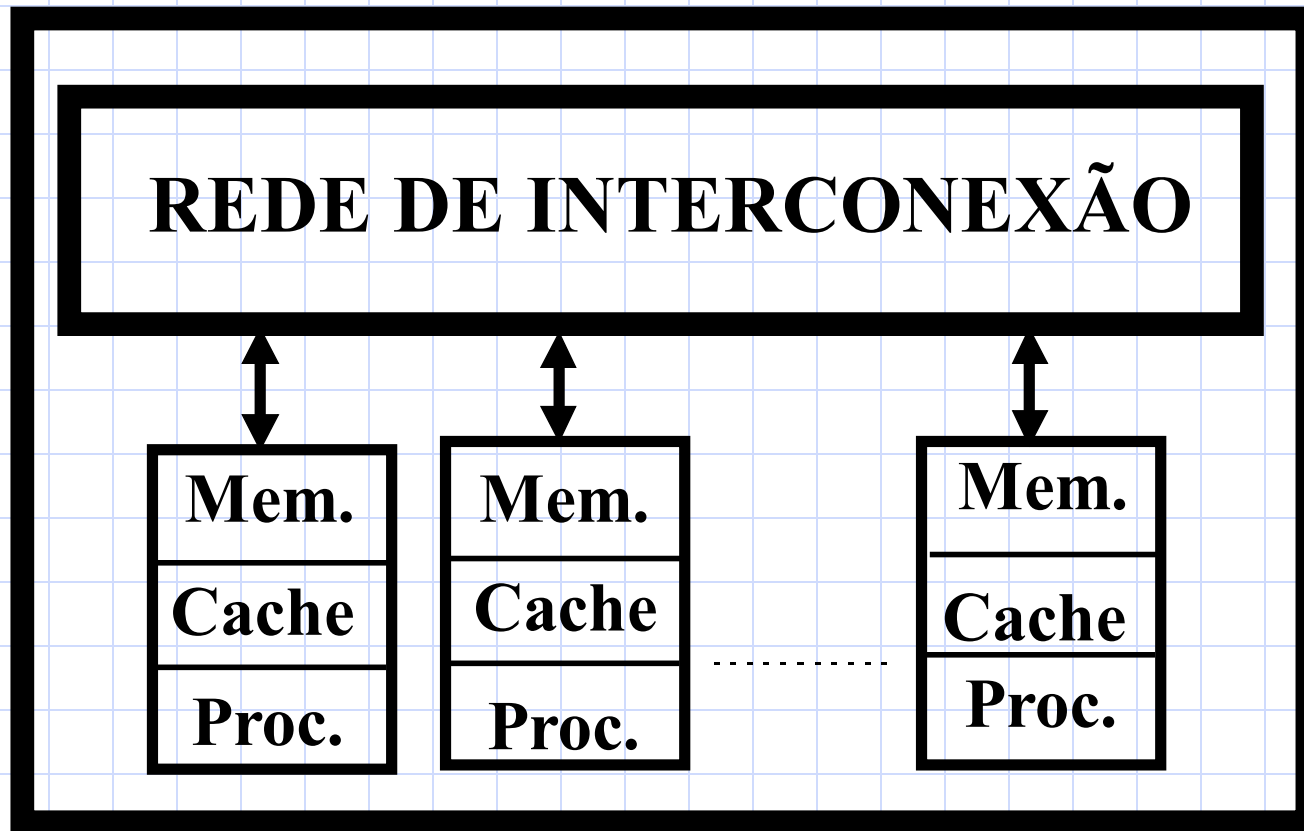 REDE DE INTERCONEXÃO
Mem.
Cache
Proc.
Mem.
Cache
Proc.
Mem.
Cache
Proc.